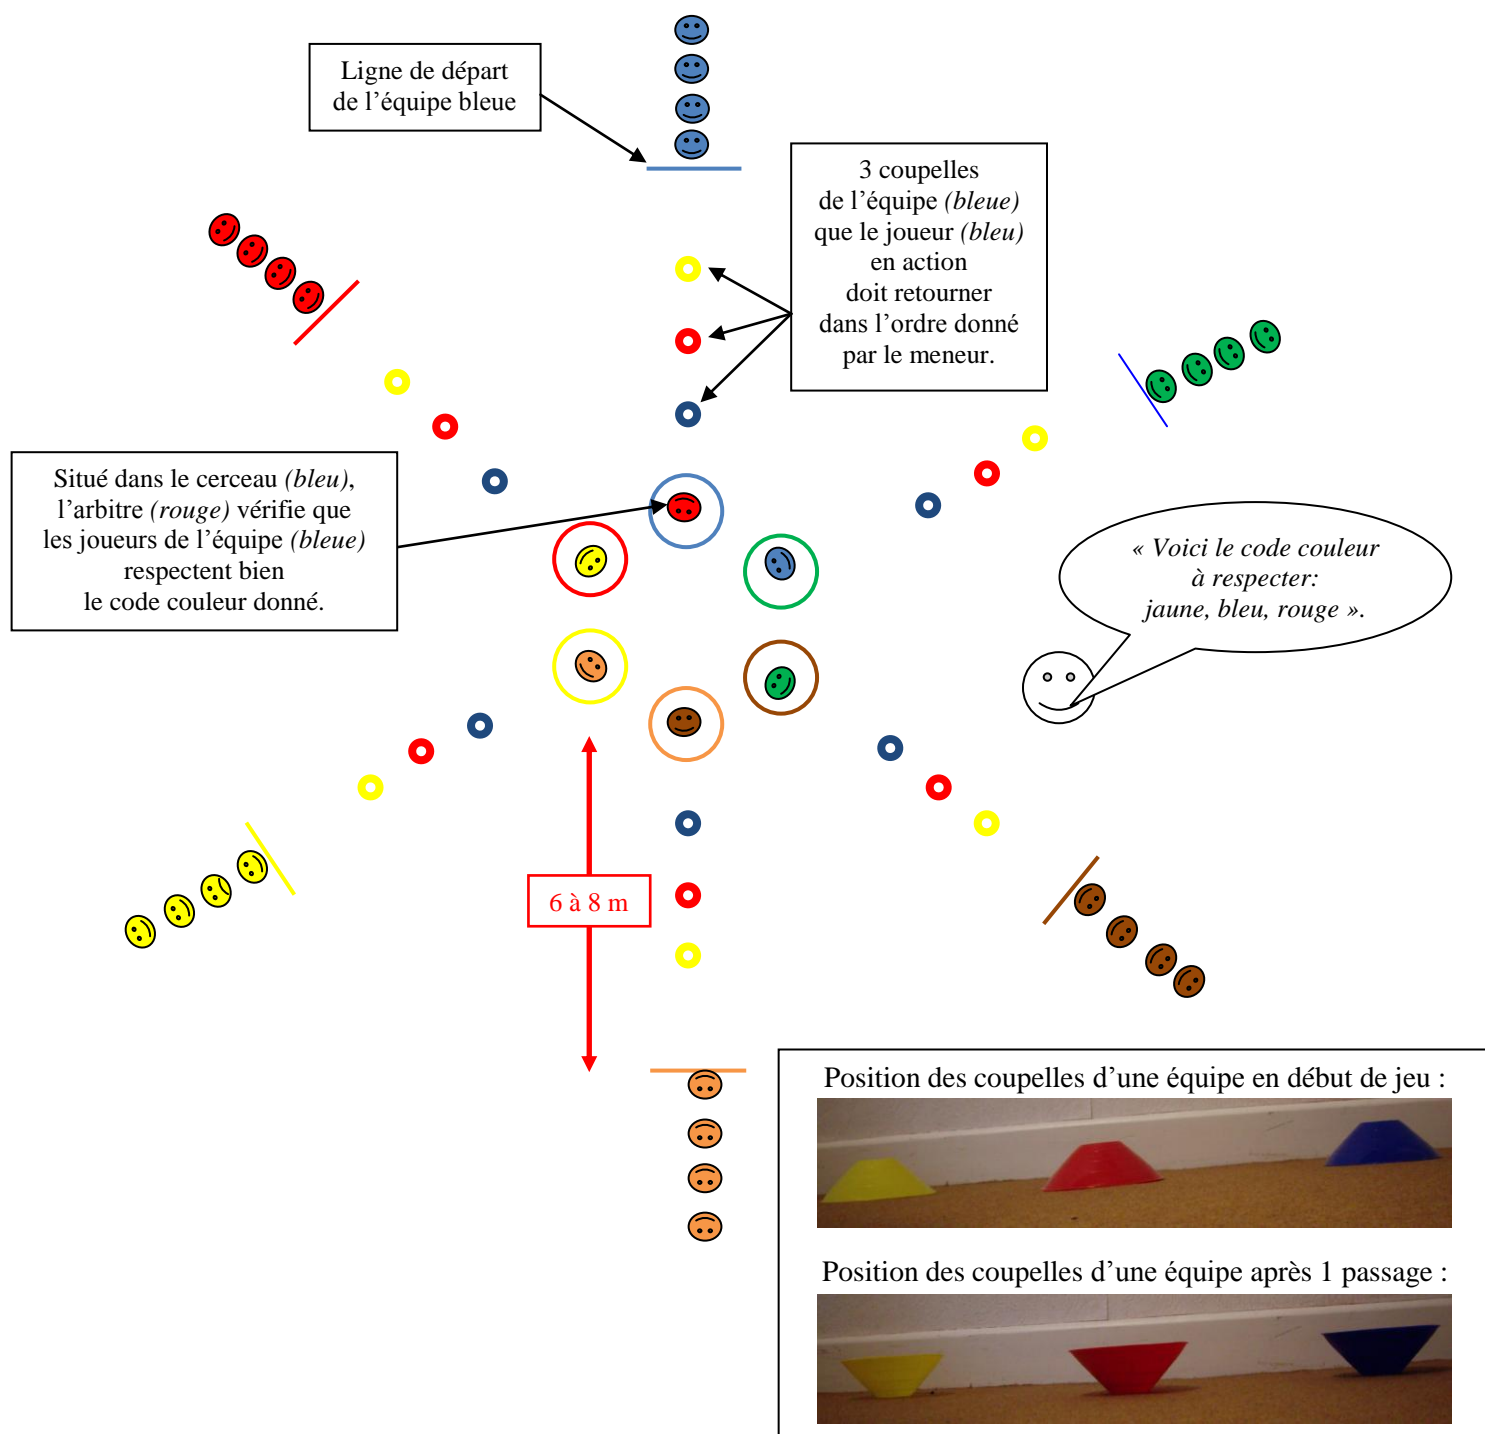 Ligne de départ
de l’équipe bleue
3 coupelles
de l’équipe (bleue)
que le joueur (bleu)
en action
doit retourner
dans l’ordre donné
par le meneur.
Situé dans le cerceau (bleu),
l’arbitre (rouge) vérifie que
les joueurs de l’équipe (bleue)
respectent bien
le code couleur donné.
« Voici le code couleur
à respecter:
jaune, bleu, rouge ».
6 à 8 m
Position des coupelles d’une équipe en début de jeu :
Position des coupelles d’une équipe après 1 passage :